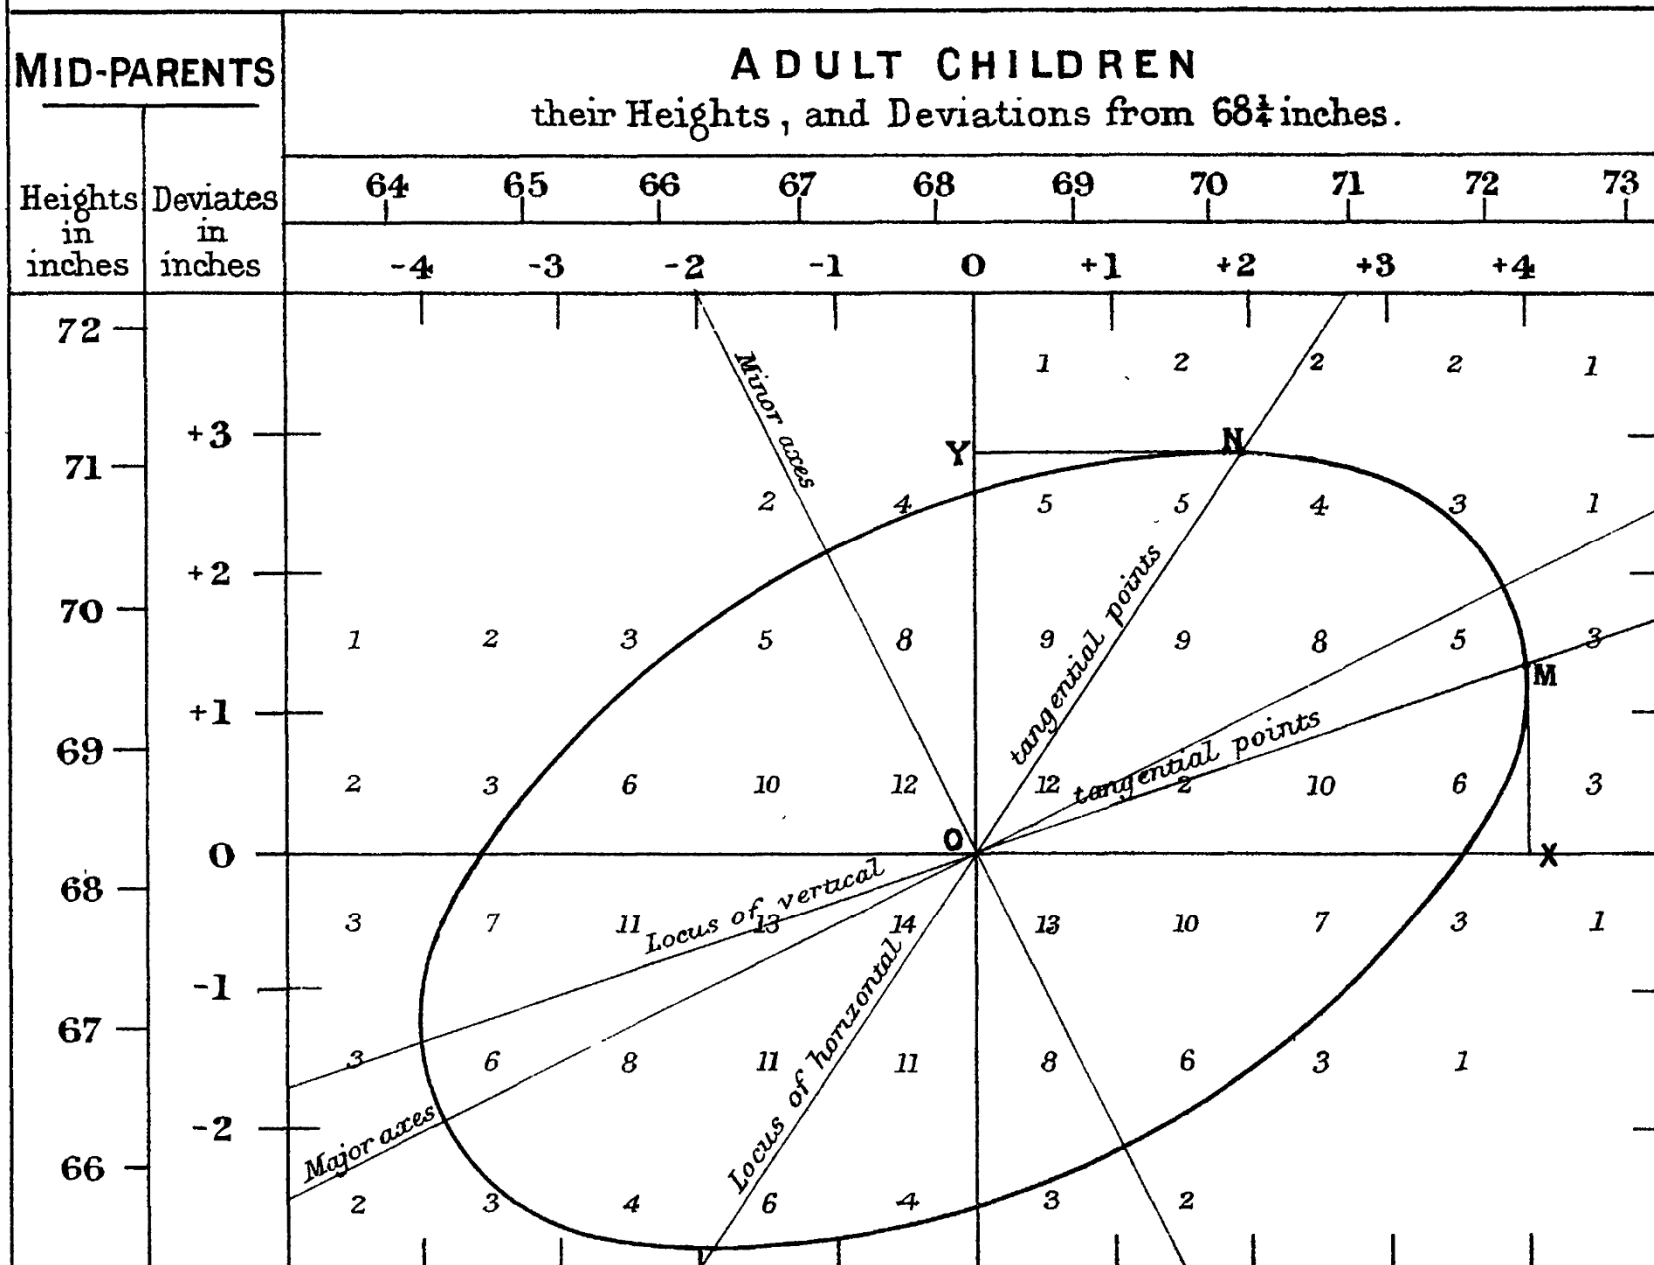 MID-PARENTS
ADULT CHILDREN
their Heights, and Deviations from 68¼ inches.
Heights in inches
Deviates in inches
64 65 66 67 68 69 70 71 72 73
-4 -3 -2 -1 0 +1 +2 +3 +4
72
1 2 2 2 1
Minor axes
+3
Y N
71
2 4 5 5 4 3 1
+2
tangential points
70
1 2 3 5 8 9 9 8 5 3
M
+1
tangential points
69
2 3 6 10 12 12 2 10 6 3
0 O X
Locus of vertical
68
3 7 11 13 14 13 10 7 3 1
-1
Locus of horizontal
67
3 6 8 11 11 8 6 3 1
-2
Major axes
66
2 3 4 6 4 3 2